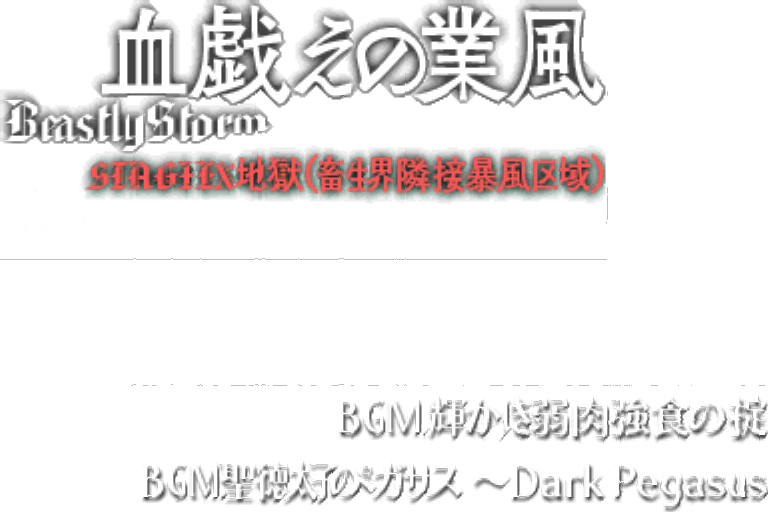 血戯えの業風
Beastly Storm
STAGE EX 地獄(畜生界隣接暴風区域)
BGM.輝かしき弱肉強食の掟
BGM.聖徳太子のペガサス ～Dark Pegasus